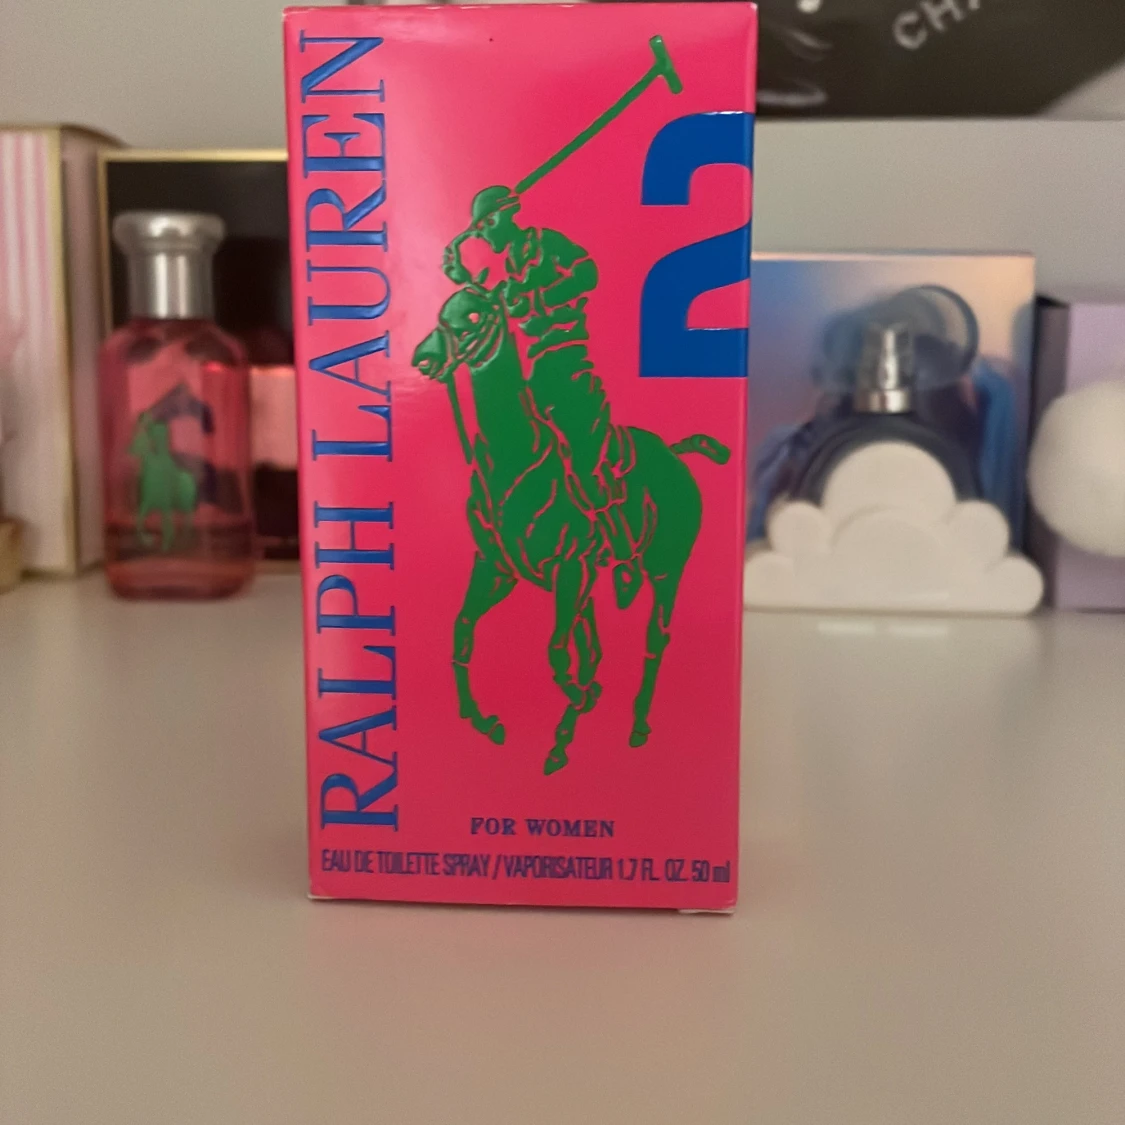 RALPH LAUREN
2
FOR WOMEN
EAU DE TOILETTE SPRAY / VAPORISATEUR 1.7 FL. OZ. 50 ml